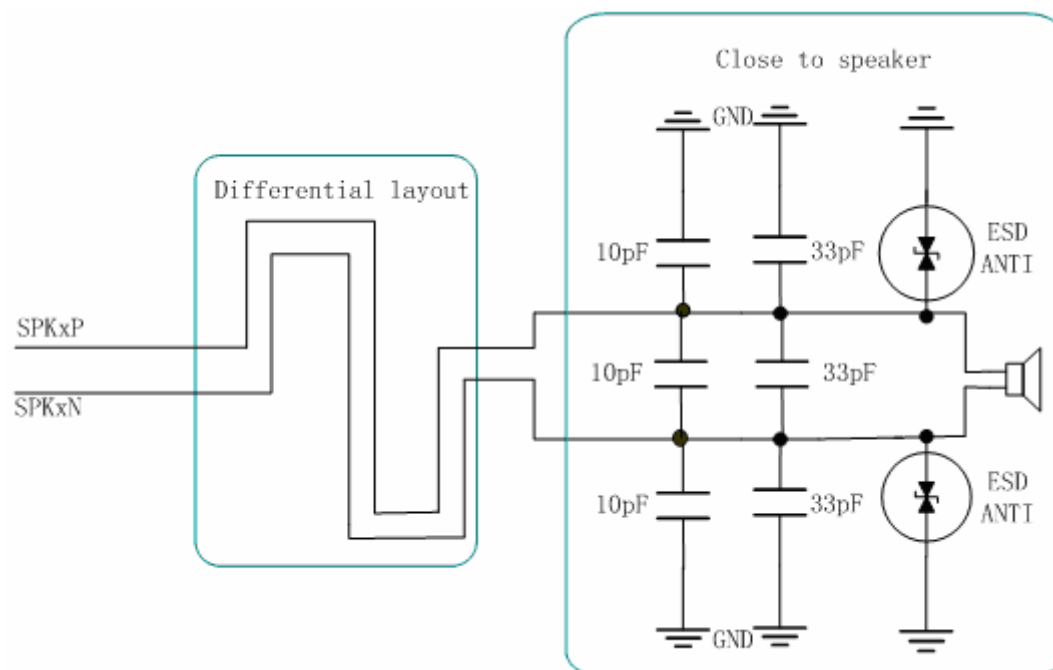 Close to speaker
GND
Differential layout
10pF
33pF
ESD
ANTI
SPKxP
10pF
33pF
SPKxN
10pF
33pF
ESD
ANTI
GND